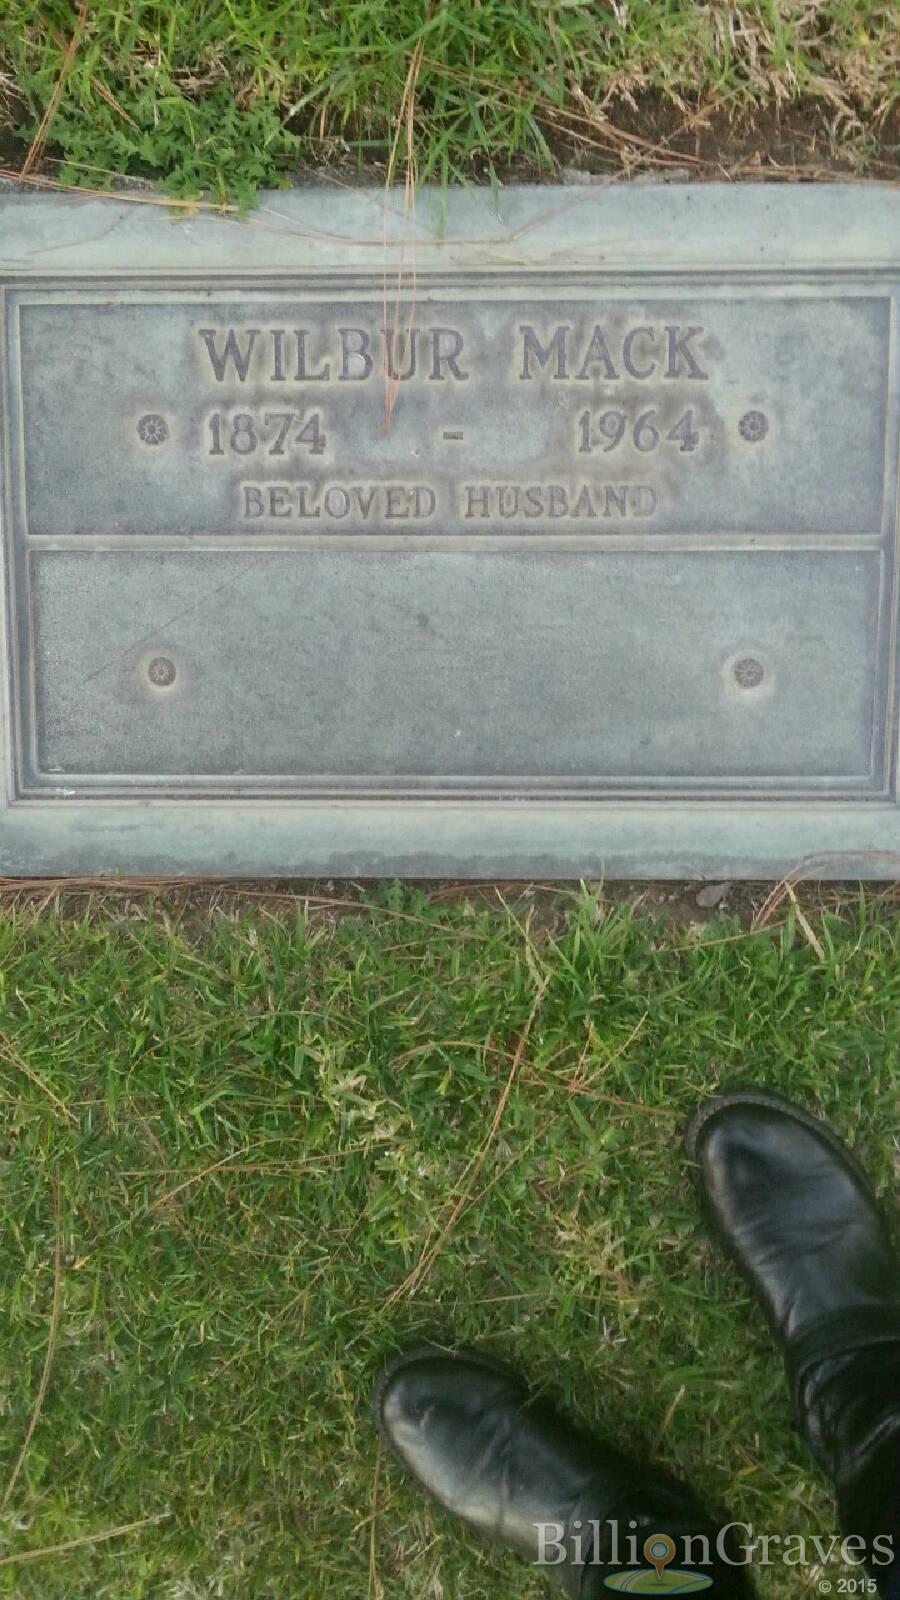 WILBUR MACK
1874 - 1964
BELOVED HUSBAND
BillionGraves
© 2015